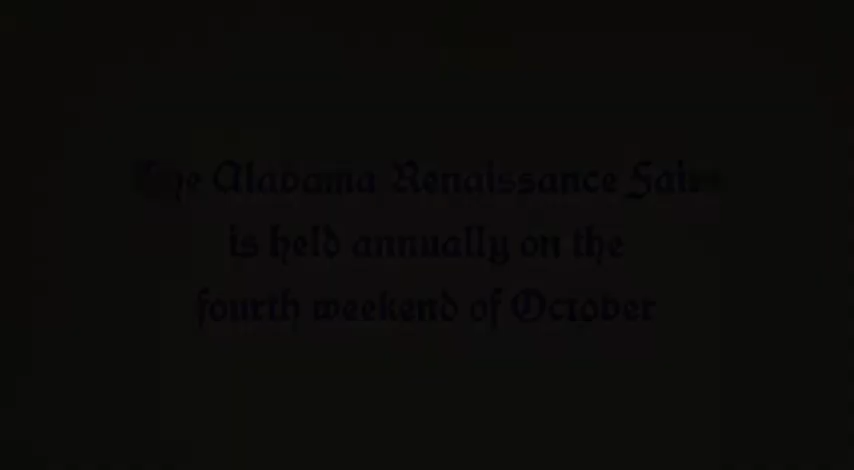 The Alabama Renaissance Faire
is held annually on the
fourth weekend of October